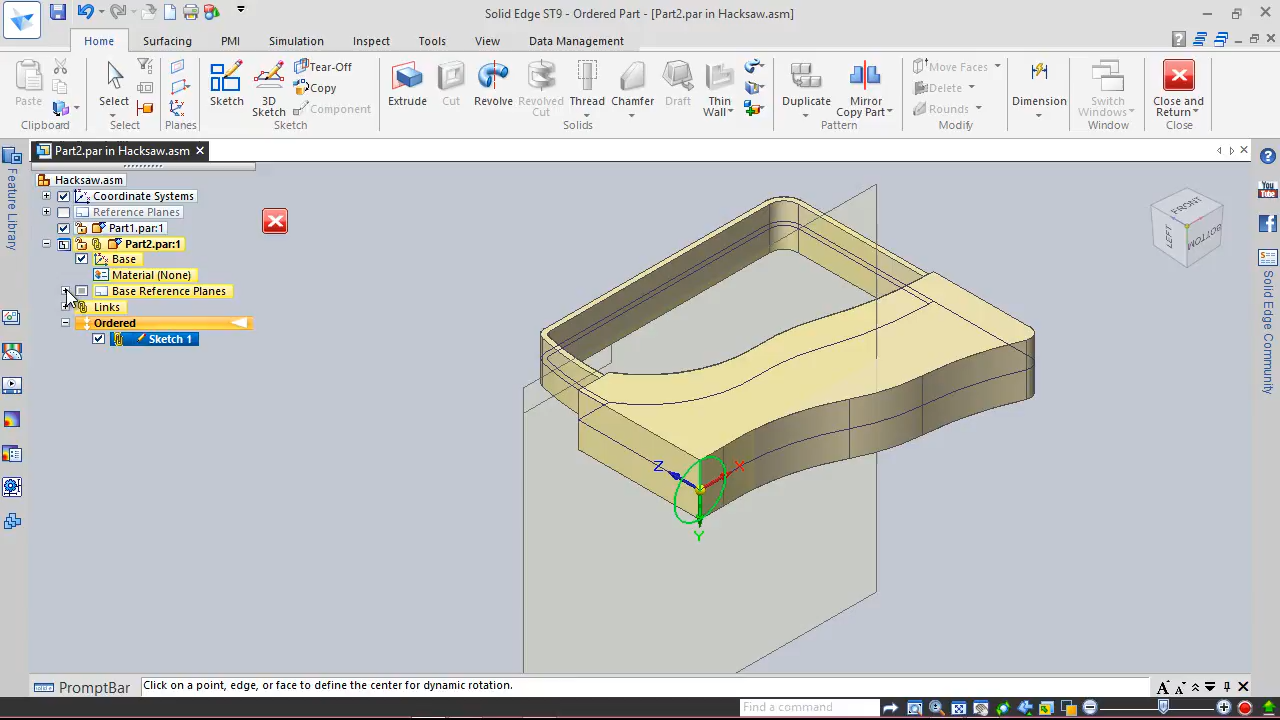 Solid Edge ST9 - Ordered Part - [Part2.par in Hacksaw.asm]
Home Surfacing PMI Simulation Inspect Tools View Data Management
Paste
Clipboard
Select
Select
Planes
Sketch
3D Sketch
Tear-Off
Copy
Component
Sketch
Extrude
Cut
Revolve
Revolved Cut
Thread
Chamfer
Draft
Thin Wall
Solids
Duplicate
Mirror Copy Part
Pattern
Move Faces
Delete
Rounds
Modify
Dimension
Switch Windows
Window
Close and Return
Close
Part2.par in Hacksaw.asm
Feature Library
Hacksaw.asm
Coordinate Systems
Reference Planes
Part1.par:1
Part2.par:1
Base
Material (None)
Base Reference Planes
Links
Ordered
Sketch 1
FRONT
LEFT
BOTTOM
Z
X
Y
You
Tube
Solid Edge Community
PromptBar
Click on a point, edge, or face to define the center for dynamic rotation.
Find a command